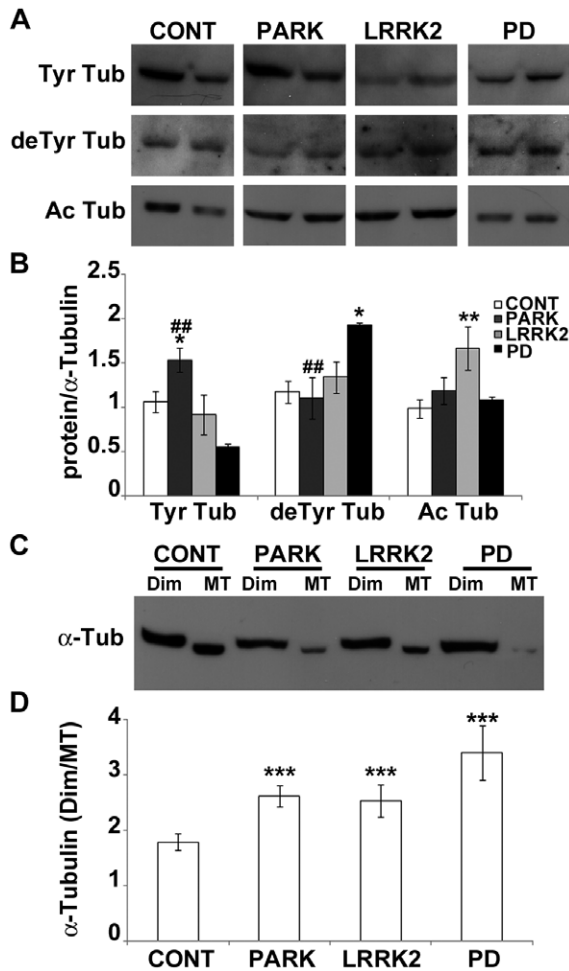 A
CONT PARK LRRK2 PD
Tyr Tub
deTyr Tub
Ac Tub
B
protein/α-Tubulin
2.5
2
1.5
1
0.5
0
##
*
##
*
**
CONT
PARK
LRRK2
PD
Tyr Tub deTyr Tub Ac Tub
C
CONT PARK LRRK2 PD
Dim MT Dim MT Dim MT Dim MT
α-Tub
D
α-Tubulin (Dim/MT)
4
3
2
1
0
***
***
***
CONT PARK LRRK2 PD